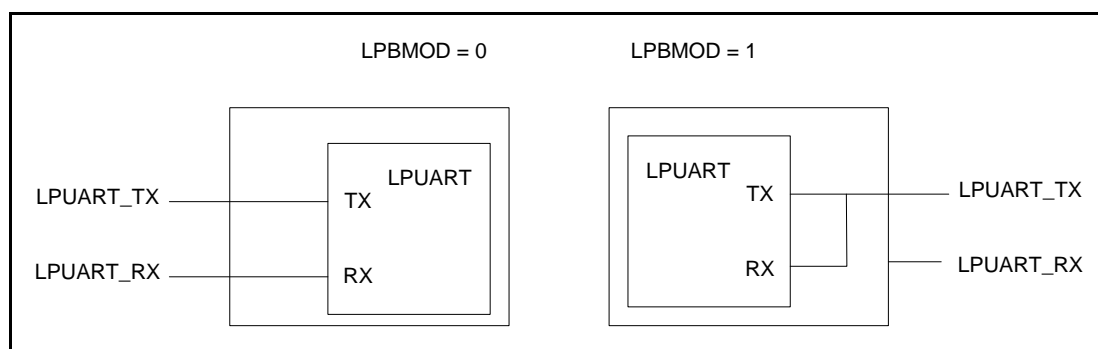 LPBMOD = 0
LPBMOD = 1
LPUART
TX
RX
LPUART_TX
LPUART_RX
LPUART
TX
RX
LPUART_TX
LPUART_RX